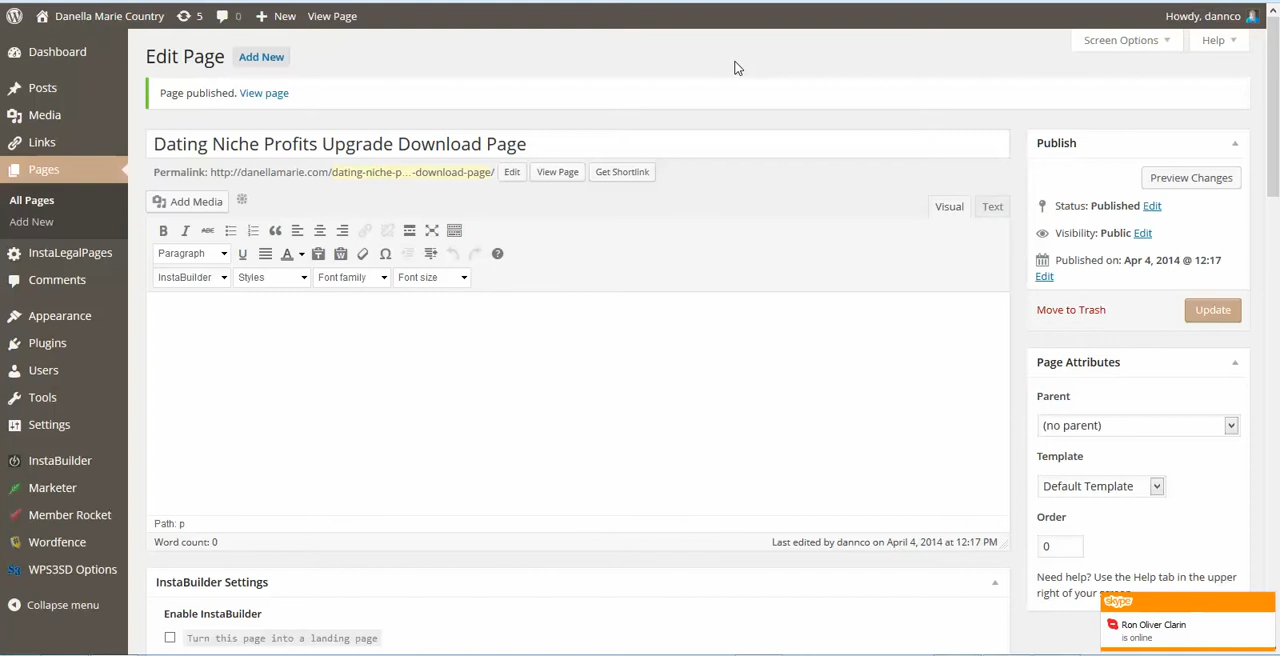 Danella Marie Country 5 0 New View Page Howdy, dannco
Screen Options Help
Dashboard
Posts
Media
Links
Pages
All Pages
Add New
InstaLegalPages
Comments
Appearance
Plugins
Users
Tools
Settings
InstaBuilder
Marketer
Member Rocket
Wordfence
WPS3SD Options
Collapse menu
Edit Page Add New
Page published. View page
Dating Niche Profits Upgrade Download Page
Permalink: http://danellamarie.com/dating-niche-p...-download-page/ Edit View Page Get Shortlink
Add Media
Visual Text
B I ABC
Paragraph U A
InstaBuilder Styles Font family Font size
Path: p
Word count: 0 Last edited by dannco on April 4, 2014 at 12:17 PM
InstaBuilder Settings
Enable InstaBuilder
Turn this page into a landing page
Publish
Preview Changes
Status: Published Edit
Visibility: Public Edit
Published on: Apr 4, 2014 @ 12:17
Edit
Move to Trash Update
Page Attributes
Parent
(no parent)
Template
Default Template
Order
0
Need help? Use the Help tab in the upper
right of your
skype
Ron Oliver Clarin
is online